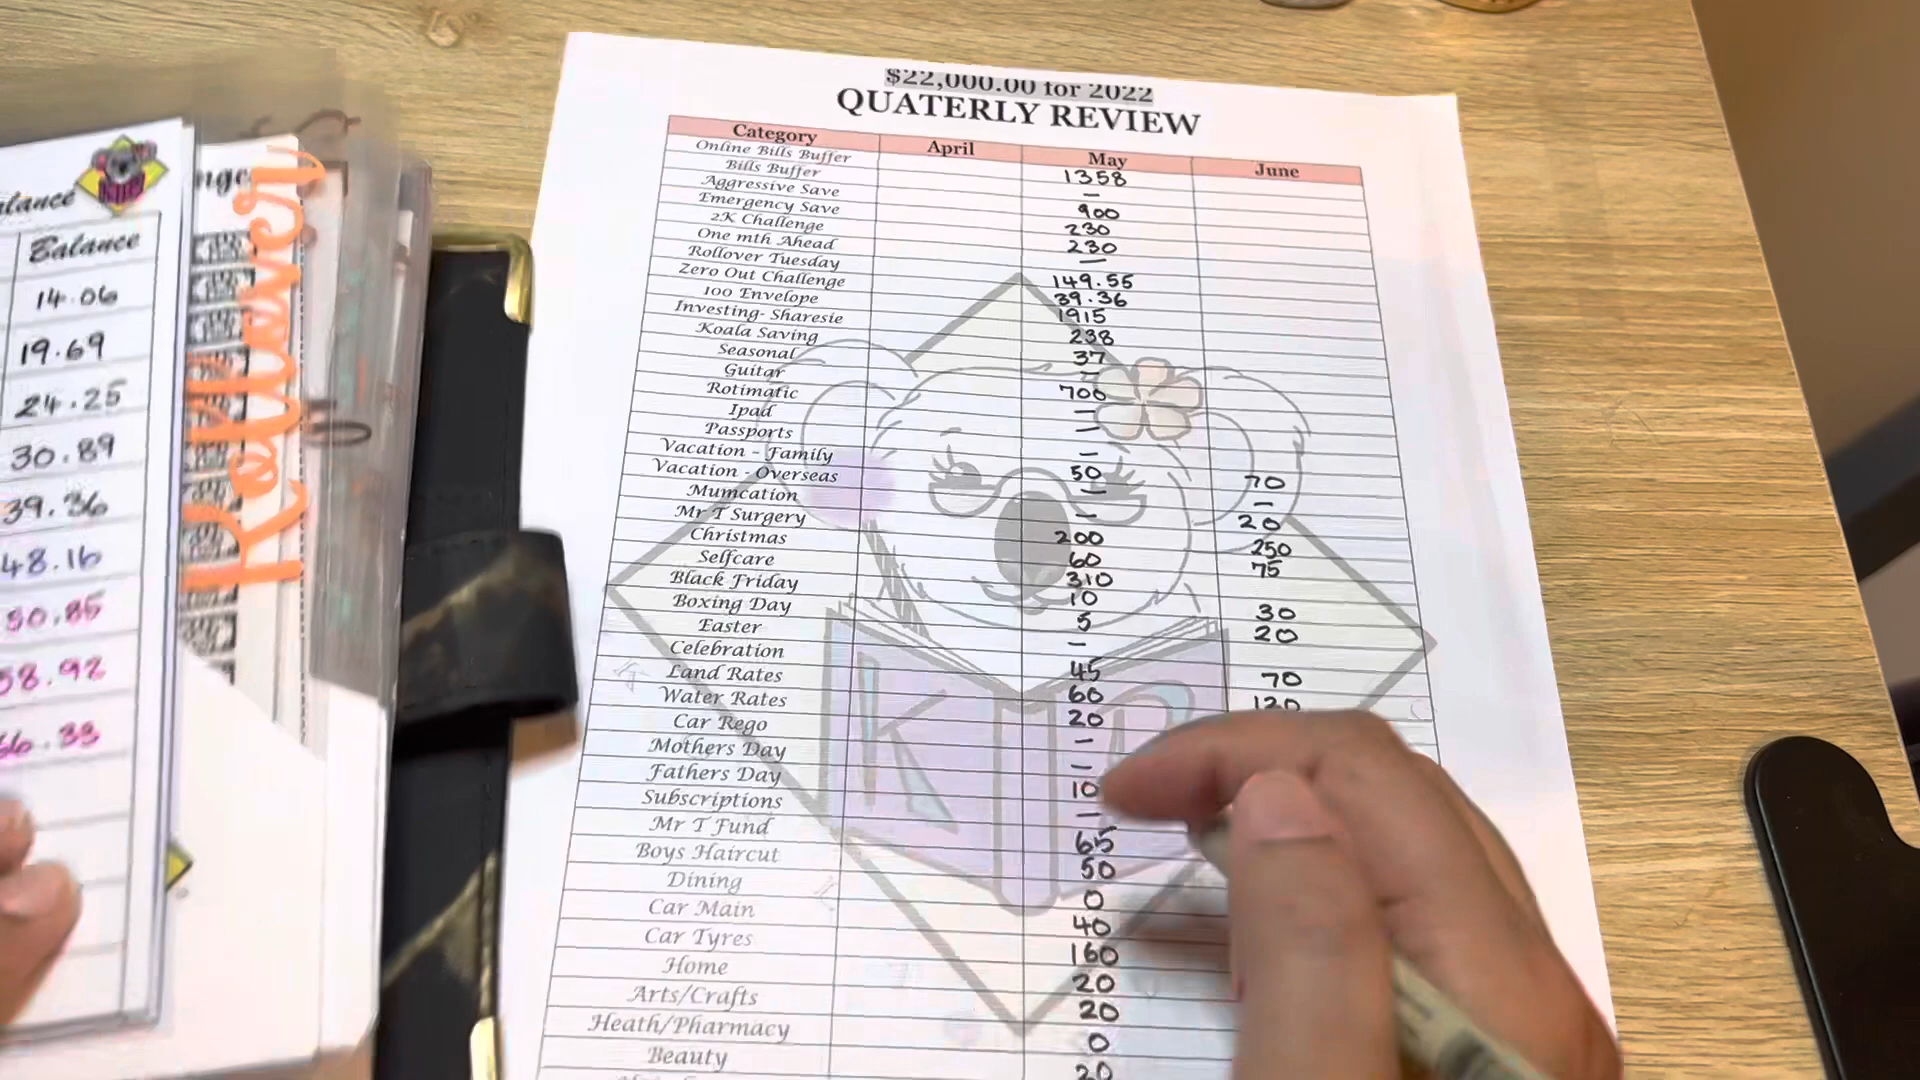 Balance
14.06
19.69
24.25
30.89
39.36
48.16
50.85
58.92
66.33
Rollover
$22,000.00 for 2022
QUATERLY REVIEW
Category April May June
Online Bills Buffer 1358
Bills Buffer —
Aggressive Save 900
Emergency Save 230
2K Challenge 230
One mth Ahead —
Rollover Tuesday 149.55
Zero Out Challenge 39.36
100 Envelope 1915
Investing- Sharesie 238
Koala Saving 37
Seasonal —
Guitar 700
Rotimatic —
Ipad —
Passports —
Vacation - Family 50 70
Vacation - Overseas — —
Mumcation — 20
Mr T Surgery 200 250
Christmas 60 75
Selfcare 310
Black Friday 10 30
Boxing Day 5 20
Easter —
Celebration 45 70
Land Rates 60 120
Water Rates 20
Car Rego —
Mothers Day —
Fathers Day 10
Subscriptions —
Mr T Fund 65
Boys Haircut 50
Dining 0
Car Main 40
Car Tyres 160
Home 20
Arts/Crafts 20
Heath/Pharmacy 0
Beauty 20